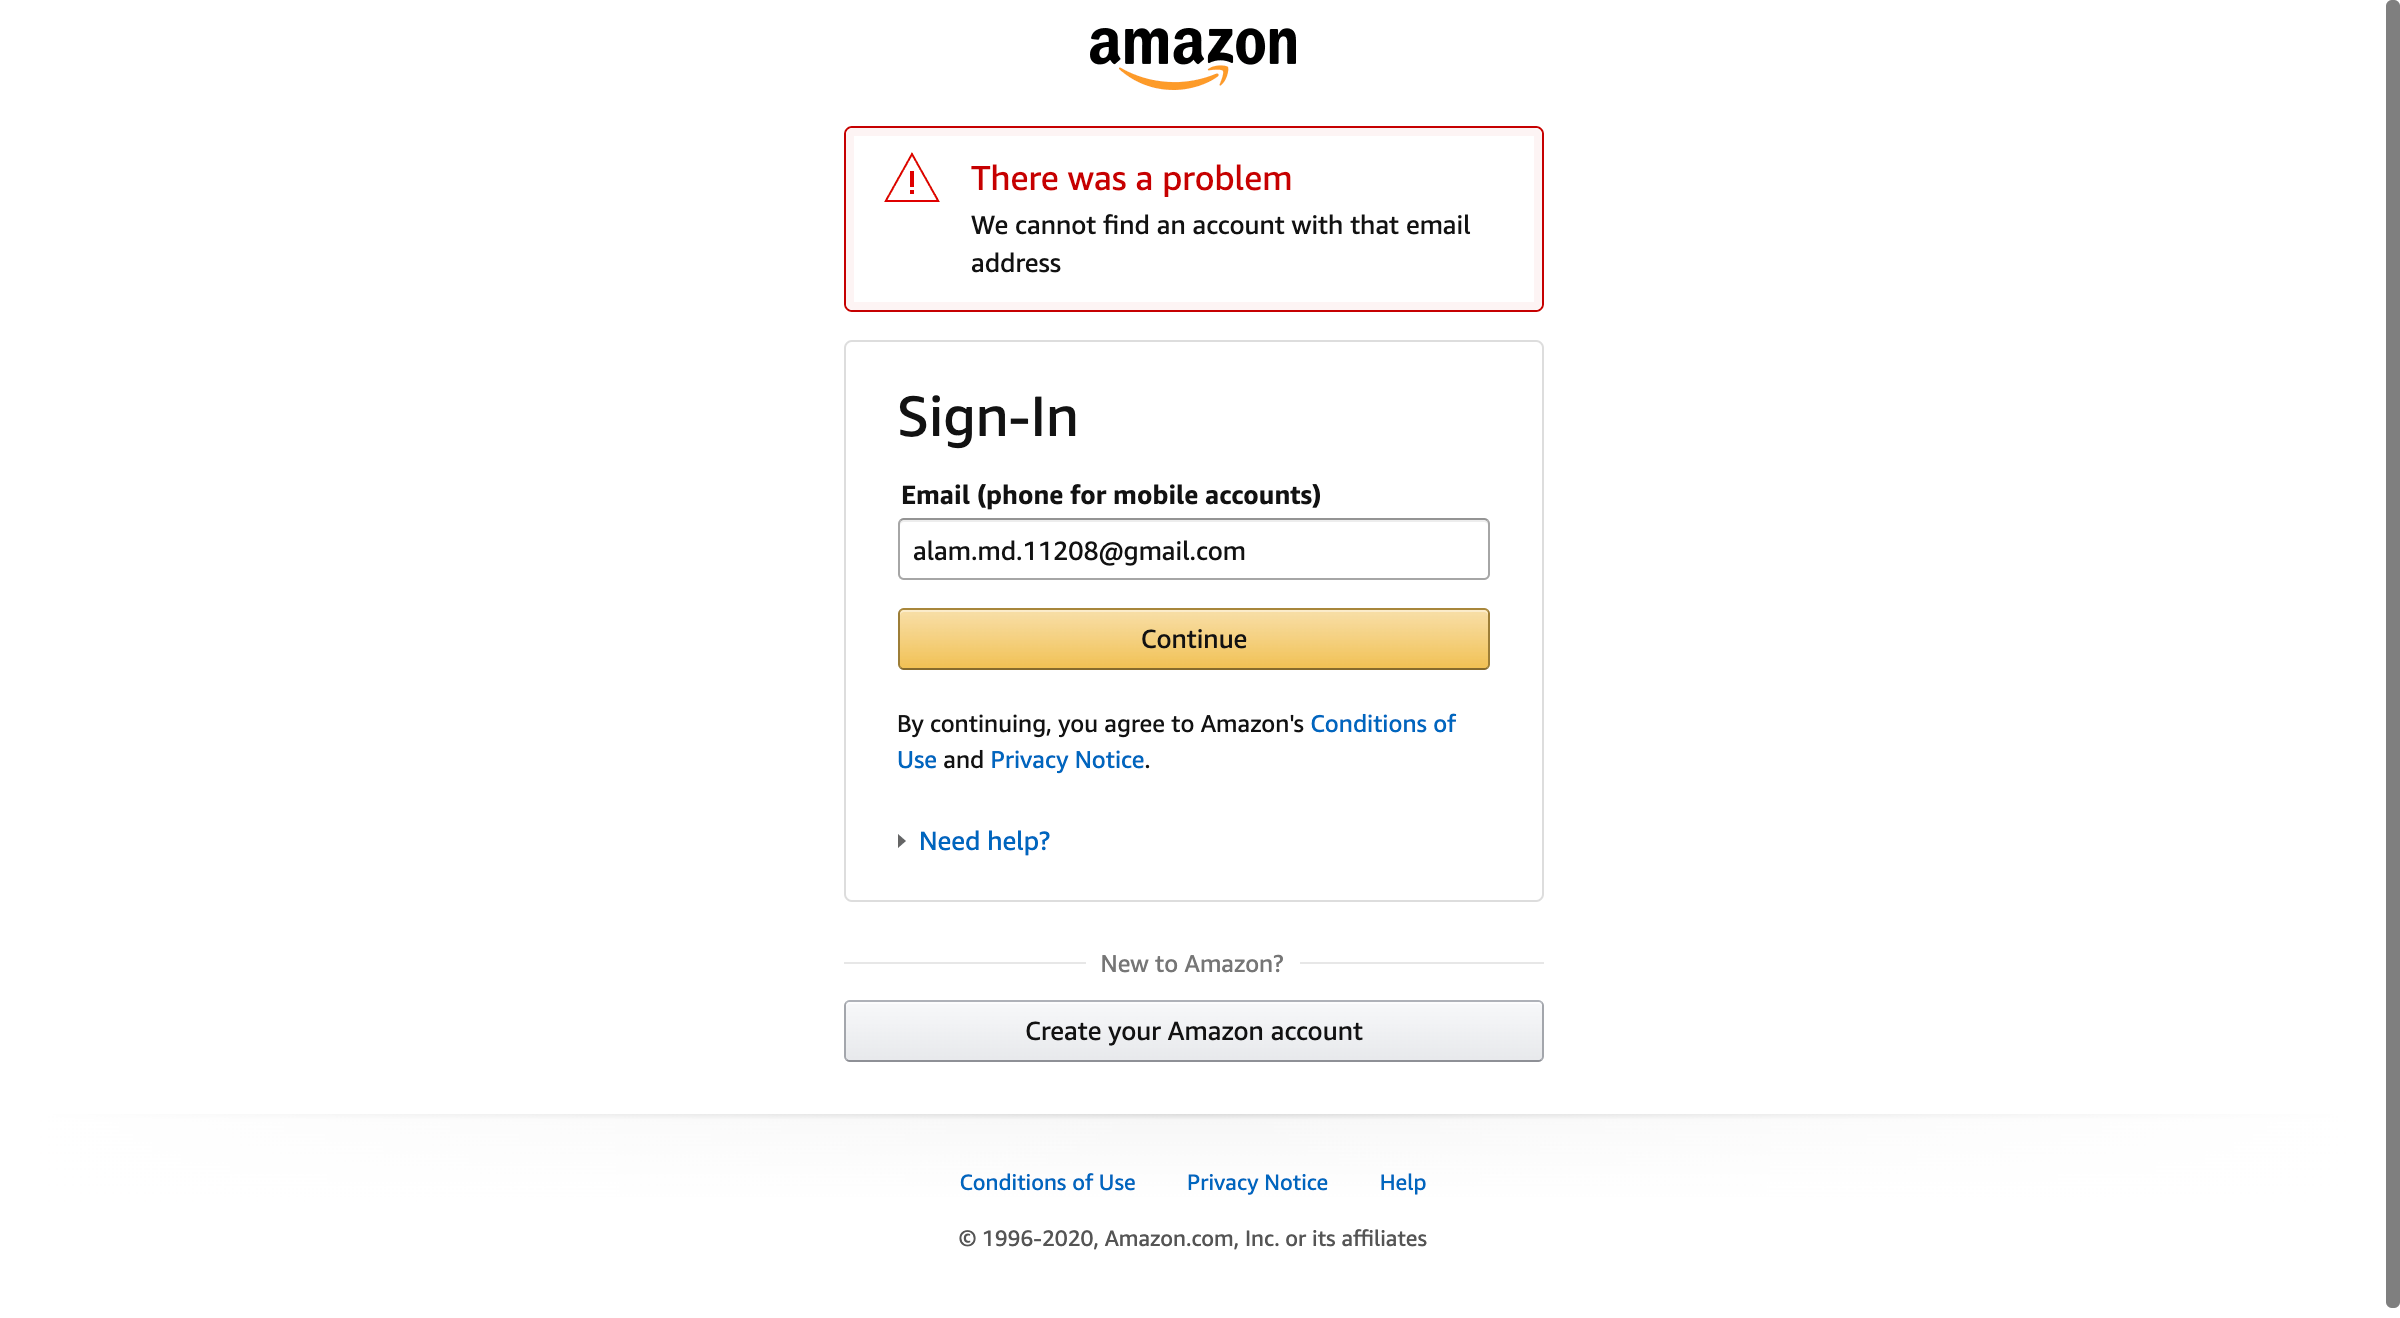 amazon
There was a problem
We cannot find an account with that email
address
Sign-In
Email (phone for mobile accounts)
alam.md.11208@gmail.com
Continue
By continuing, you agree to Amazon's Conditions of
Use and Privacy Notice.
Need help?
New to Amazon?
Create your Amazon account
Conditions of Use Privacy Notice Help
© 1996-2020, Amazon.com, Inc. or its affiliates